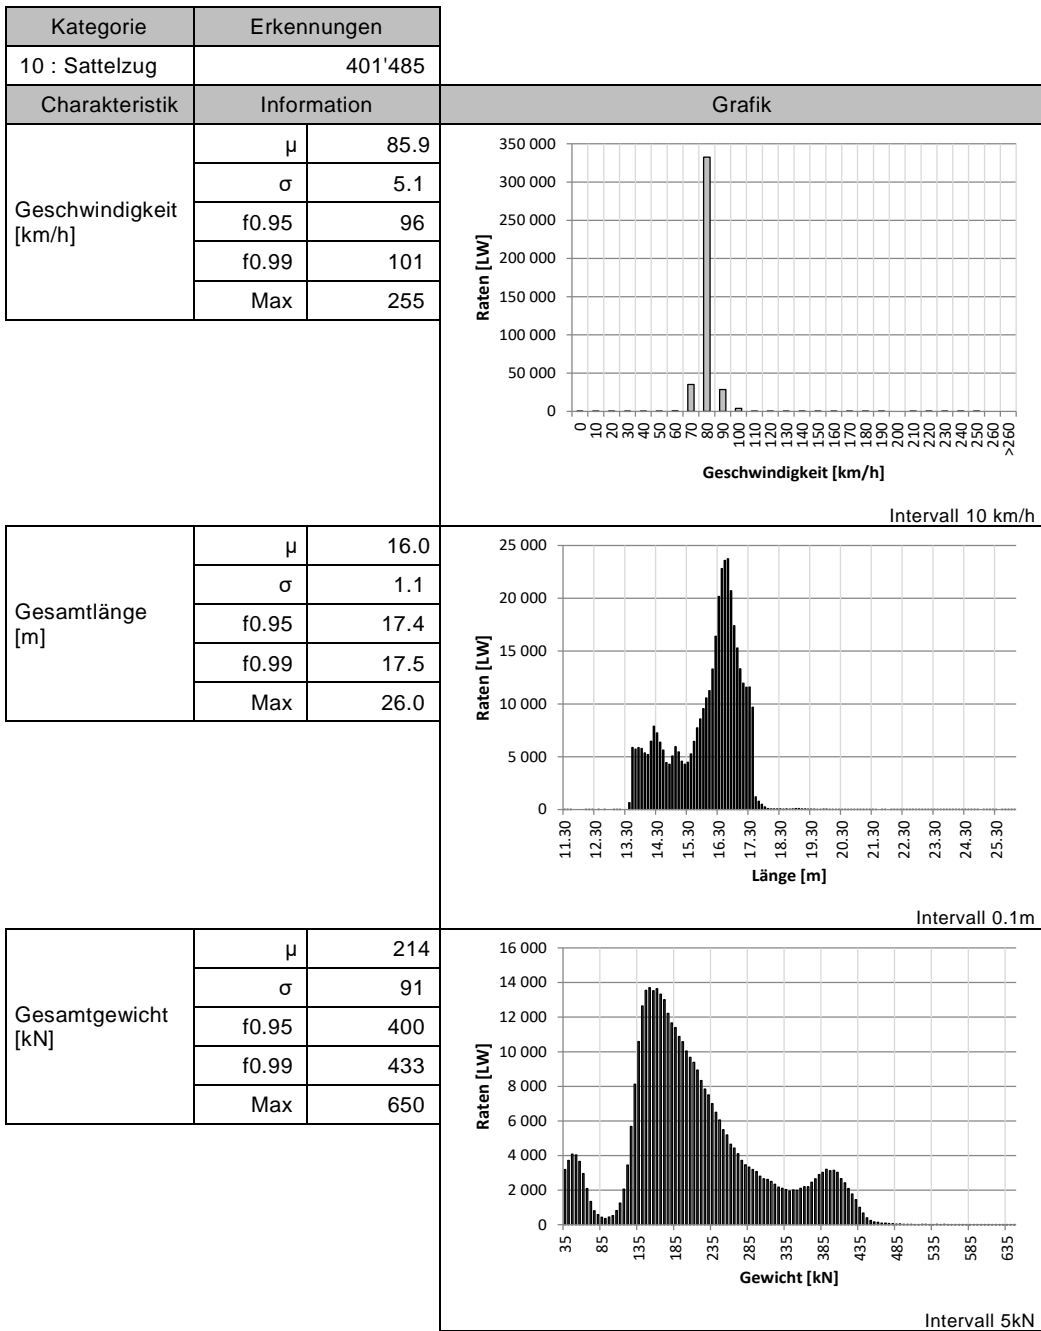 Kategorie Erkennungen
10 : Sattelzug 401'485
Charakteristik Information Grafik
Geschwindigkeit [km/h]
µ 85.9
σ 5.1
f0.95 96
f0.99 101
Max 255
350 000
300 000
250 000
200 000
150 000
100 000
50 000
0
Raten [LW]
0 10 20 30 40 50 60 70 80 90 100 110 120 130 140 150 160 170 180 190 200 210 220 230 240 250 260 >260
Geschwindigkeit [km/h]
Intervall 10 km/h
Gesamtlänge
[m]
µ 16.0
σ 1.1
f0.95 17.4
f0.99 17.5
Max 26.0
25 000
20 000
15 000
10 000
5 000
0
Raten [LW]
11.30 12.30 13.30 14.30 15.30 16.30 17.30 18.30 19.30 20.30 21.30 22.30 23.30 24.30 25.30
Länge [m]
Intervall 0.1m
Gesamtgewicht
[kN]
µ 214
σ 91
f0.95 400
f0.99 433
Max 650
16 000
14 000
12 000
10 000
8 000
6 000
4 000
2 000
0
Raten [LW]
35 85 135 185 235 285 335 385 435 485 535 585 635
Gewicht [kN]
Intervall 5kN